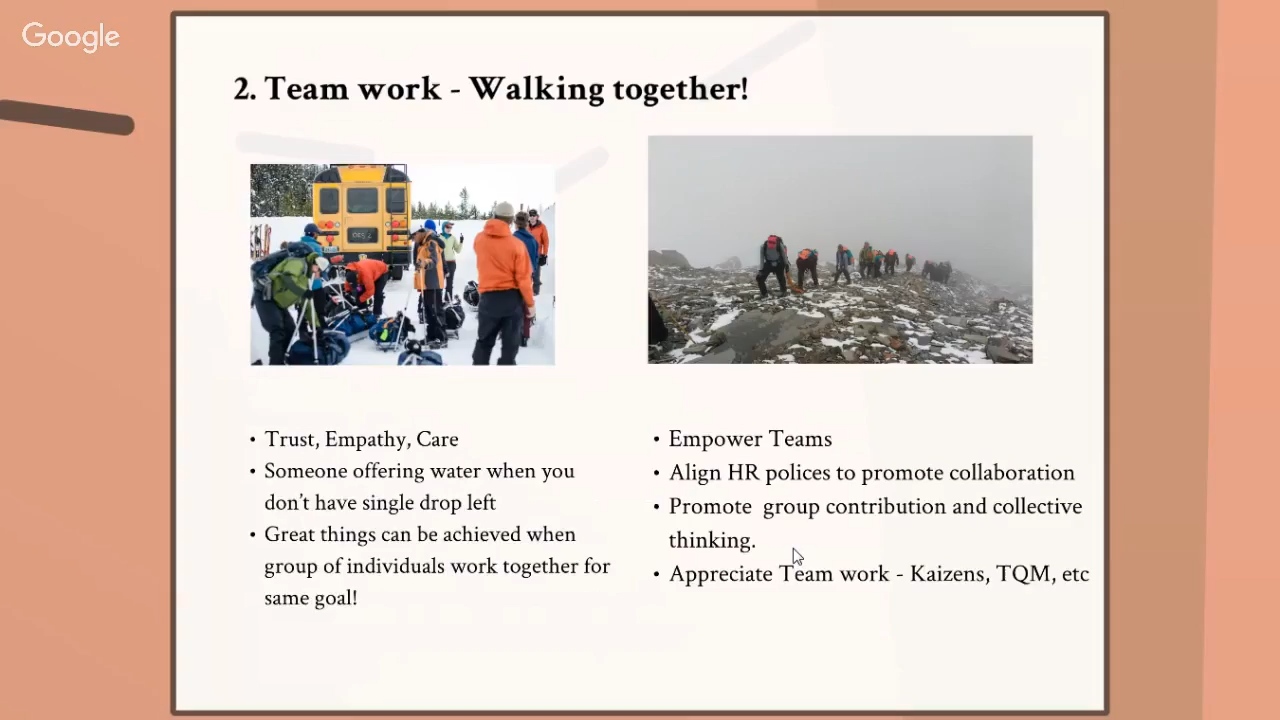 Google
2. Team work - Walking together!
• Trust, Empathy, Care
• Someone offering water when you
don't have single drop left
• Great things can be achieved when
group of individuals work together for
same goal!
• Empower Teams
• Align HR polices to promote collaboration
• Promote  group contribution and collective
thinking.
• Appreciate Team work - Kaizens, TQM, etc